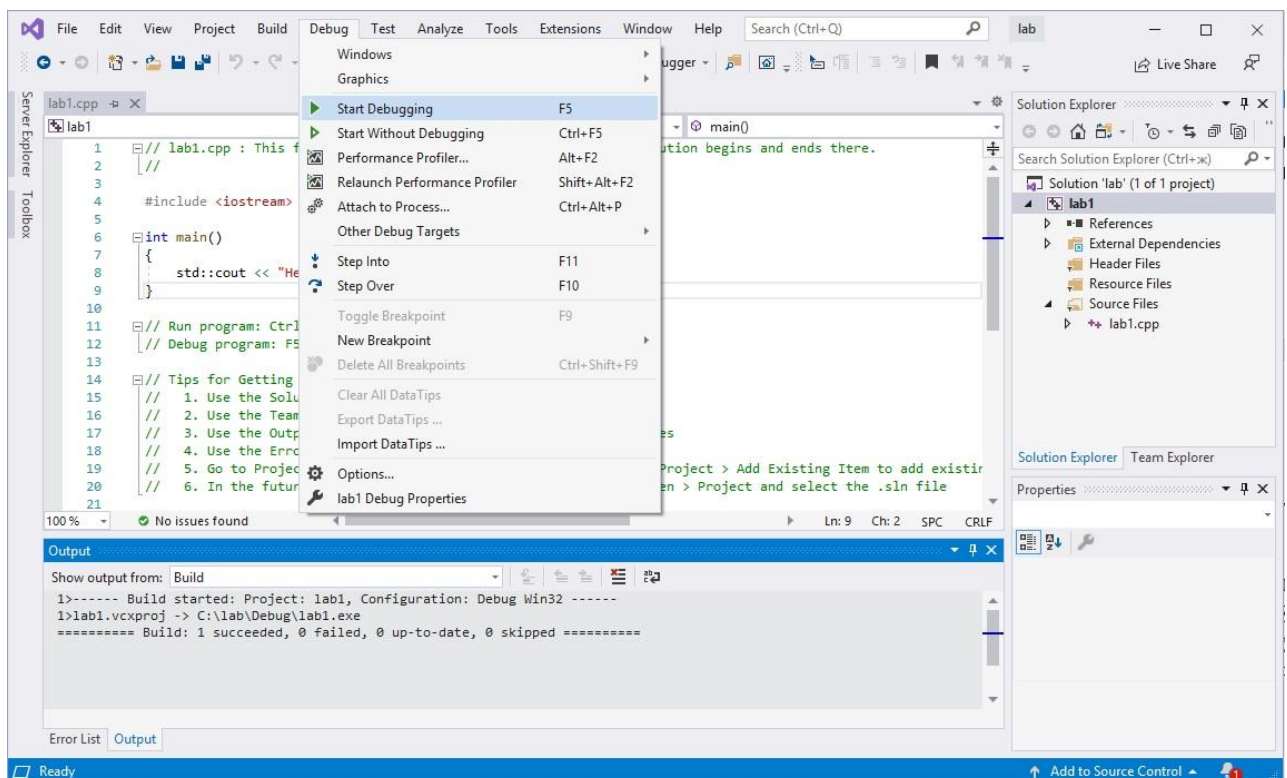 File Edit View Project Build Debug Test Analyze Tools Extensions Window Help Search (Ctrl+Q) lab
ugger Live Share
Server Explorer
Toolbox
lab1.cpp
lab1 main()
1 // lab1.cpp : This f ution begins and ends there.
2 //
3
4 #include <iostream>
5
6 int main()
7 {
8 std::cout << "He
9 }
10
11 // Run program: Ctrl
12 // Debug program: F5
13
14 // Tips for Getting
15 // 1. Use the Solu
16 // 2. Use the Team
17 // 3. Use the Outp es
18 // 4. Use the Erro
19 // 5. Go to Projec Project > Add Existing Item to add existin
20 // 6. In the futur en > Project and select the .sln file
21
Windows
Graphics
Start Debugging F5
Start Without Debugging Ctrl+F5
Performance Profiler... Alt+F2
Relaunch Performance Profiler Shift+Alt+F2
Attach to Process... Ctrl+Alt+P
Other Debug Targets
Step Into F11
Step Over F10
Toggle Breakpoint F9
New Breakpoint
Delete All Breakpoints Ctrl+Shift+F9
Clear All DataTips
Export DataTips ...
Import DataTips ...
Options...
lab1 Debug Properties
100 % No issues found Ln: 9 Ch: 2 SPC CRLF
Solution Explorer
Search Solution Explorer (Ctrl+ж)
Solution 'lab' (1 of 1 project)
lab1
References
External Dependencies
Header Files
Resource Files
Source Files
lab1.cpp
Solution Explorer Team Explorer
Properties
Output
Show output from: Build
1>------ Build started: Project: lab1, Configuration: Debug Win32 ------
1>lab1.vcxproj -> C:\lab\Debug\lab1.exe
========== Build: 1 succeeded, 0 failed, 0 up-to-date, 0 skipped ==========
Error List Output
Ready Add to Source Control 1